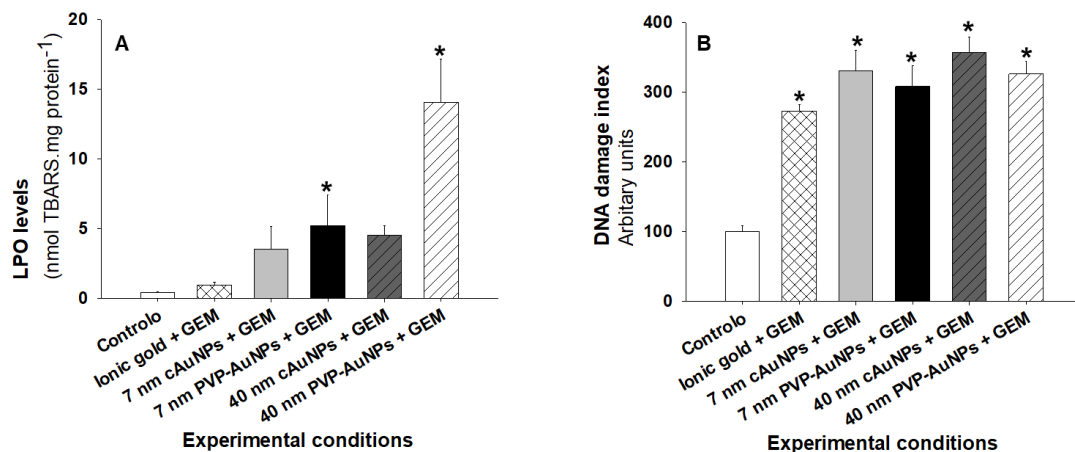 A
LPO levels
(nmol TBARS.mg protein⁻¹)
20
15
10
5
0
*
*
Controlo
Ionic gold + GEM
7 nm cAuNPs + GEM
7 nm PVP-AuNPs + GEM
40 nm cAuNPs + GEM
40 nm PVP-AuNPs + GEM
Experimental conditions
B
DNA damage index
Arbitary units
400
300
200
100
0
*
*
*
*
*
Controlo
Ionic gold + GEM
7 nm cAuNPs + GEM
7 nm PVP-AuNPs + GEM
40 nm cAuNPs + GEM
40 nm PVP-AuNPs + GEM
Experimental conditions